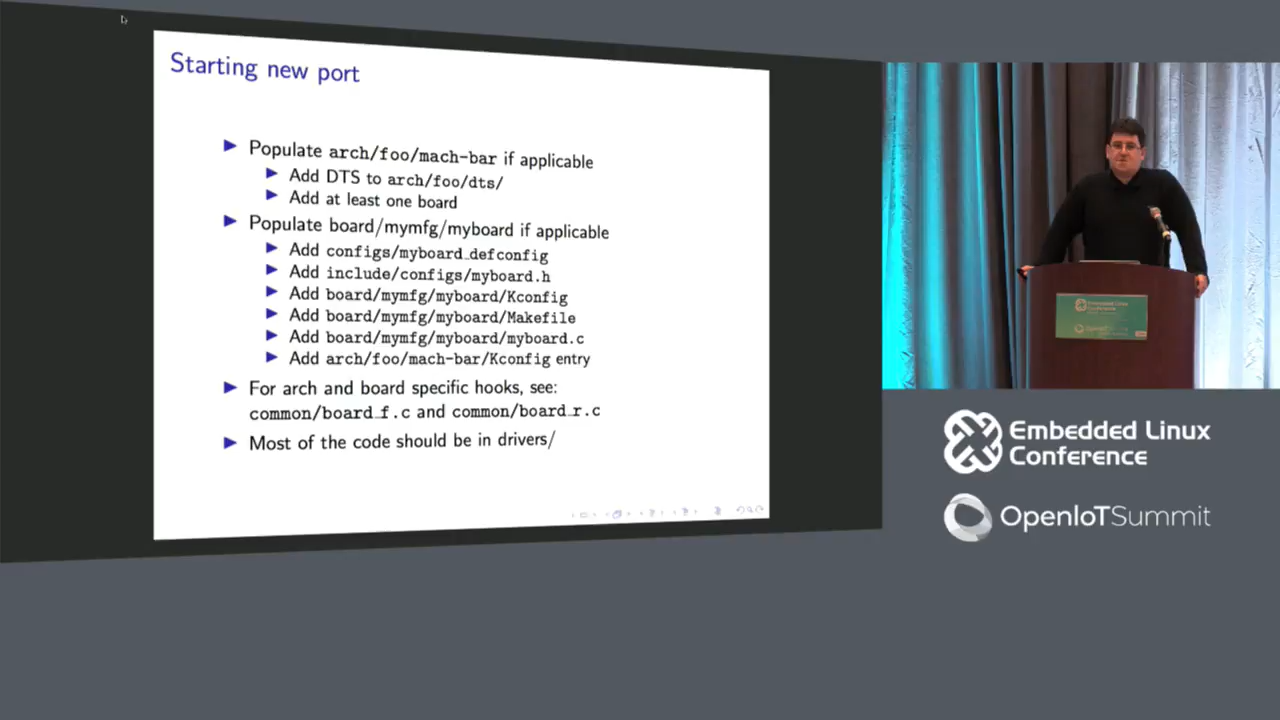 Starting new port
Populate arch/foo/mach-bar if applicable
Add DTS to arch/foo/dts/
Add at least one board
Populate board/mymfg/myboard if applicable
Add configs/myboard_defconfig
Add include/configs/myboard.h
Add board/mymfg/myboard/Kconfig
Add board/mymfg/myboard/Makefile
Add board/mymfg/myboard/myboard.c
Add arch/foo/mach-bar/Kconfig entry
For arch and board specific hooks, see:
common/board_f.c and common/board_r.c
Most of the code should be in drivers/
Embedded Linux
Conference
Embedded Linux
Conference
OpenIoTSummit